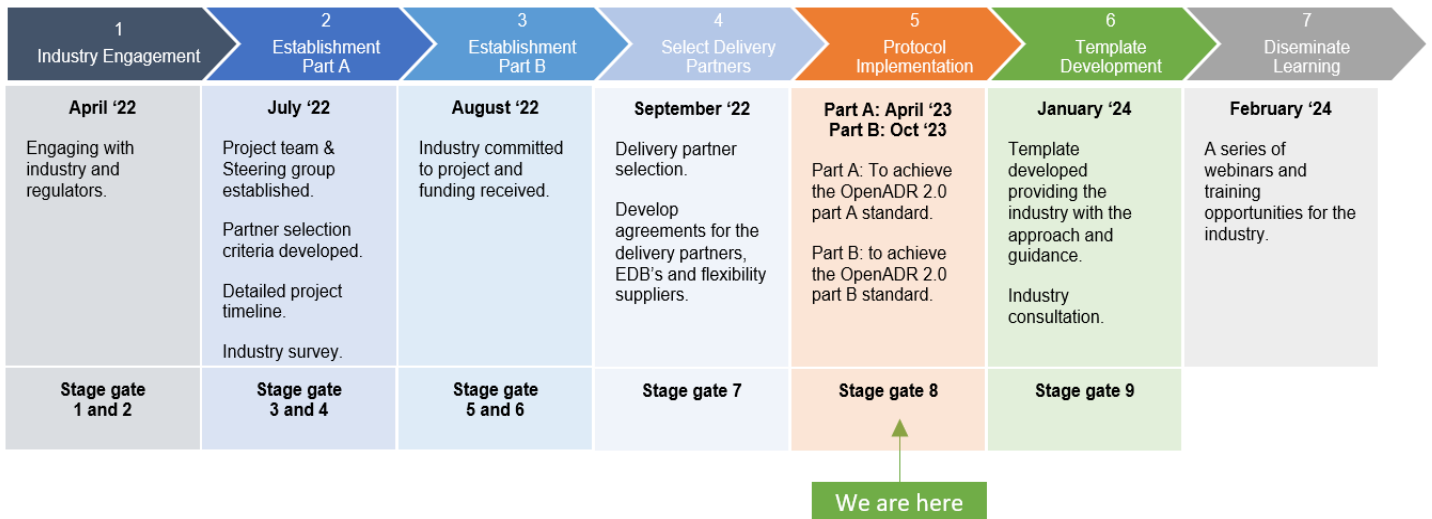 1
Industry Engagement
2
Establishment
Part A
3
Establishment
Part B
4
Select Delivery
Partners
5
Protocol
Implementation
6
Template
Development
7
Diseminate
Learning
April ‘22
Engaging with
industry and
regulators.
July ‘22
Project team &
Steering group
established.
Partner selection
criteria developed.
Detailed project
timeline.
Industry survey.
August ‘22
Industry committed
to project and
funding received.
September ‘22
Delivery partner
selection.
Develop
agreements for the
delivery partners,
EDB’s and flexibility
suppliers.
Part A: April ‘23
Part B: Oct ‘23
Part A: To achieve
the OpenADR 2.0
part A standard.
Part B: to achieve
the OpenADR 2.0
part B standard.
January ‘24
Template
developed
providing the
industry with the
approach and
guidance.
Industry
consultation.
February ‘24
A series of
webinars and
training
opportunities for the
industry.
Stage gate
1 and 2
Stage gate
3 and 4
Stage gate
5 and 6
Stage gate 7
Stage gate 8
Stage gate 9
We are here